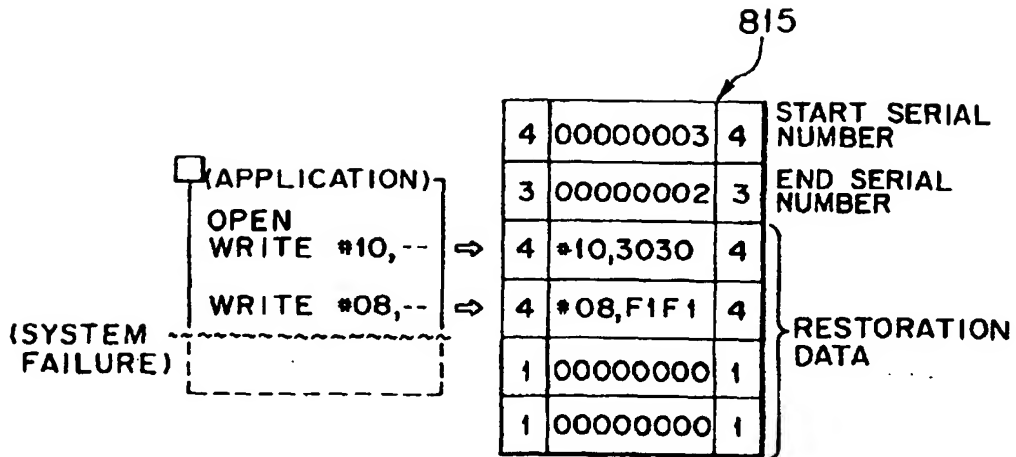 815
4 00000003 4 START SERIAL
NUMBER
3 00000002 3 END SERIAL
NUMBER
(APPLICATION)
OPEN
WRITE #10,-- ⇨ 4 #10,3030 4
WRITE #08,-- ⇨ 4 #08,F1F1 4
(SYSTEM
FAILURE)
RESTORATION
DATA
1 00000000 1
1 00000000 1